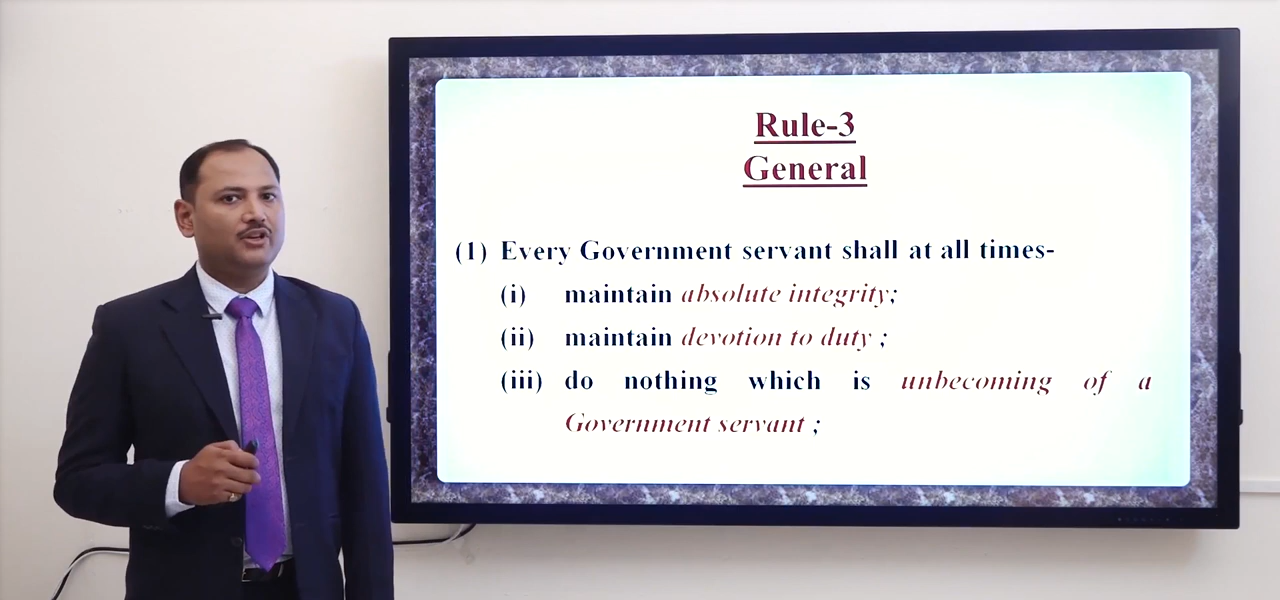 Rule-3
General
(1) Every Government servant shall at all times-
(i) maintain absolute integrity;
(ii) maintain devotion to duty ;
(iii) do nothing which is unbecoming of a
Government servant ;